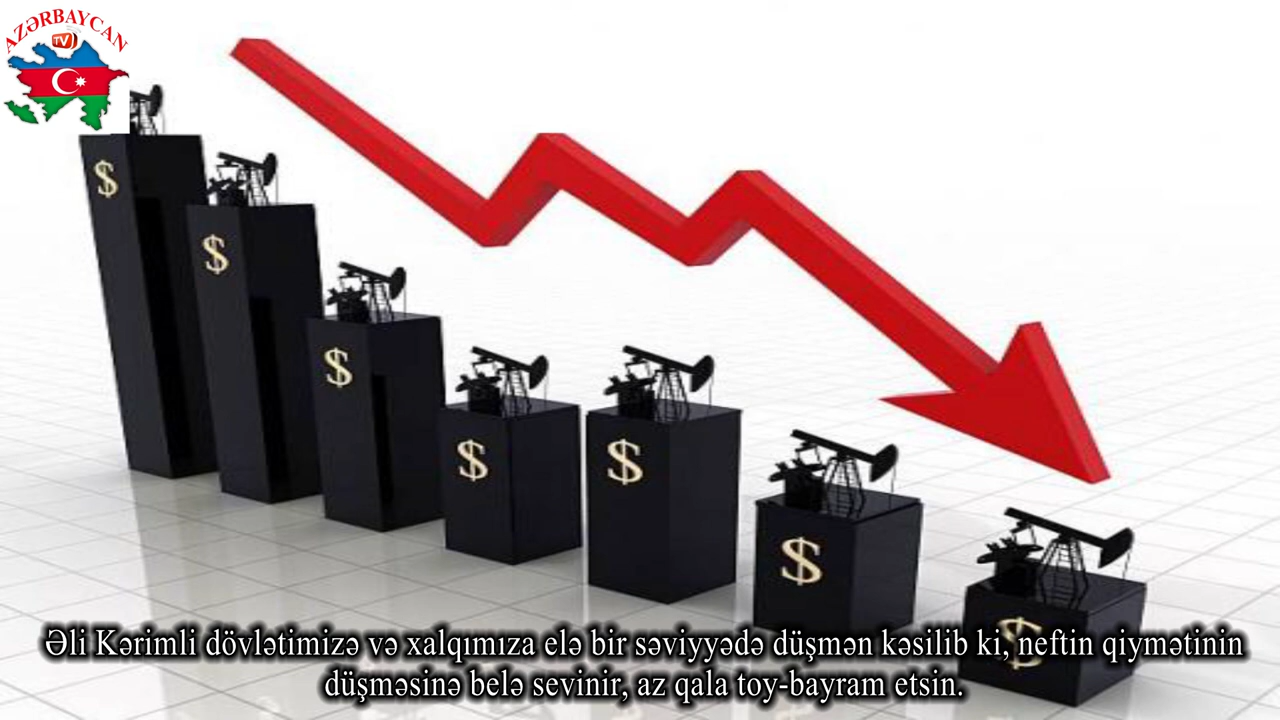 AZƏRBAYCAN
TV
$
$
$
$
$
$
$
Əli Kərimli dövlətimizə və xalqımıza elə bir səviyyədə düşmən kəsilib ki, neftin qiymətinin
düşməsinə belə sevinir, az qala toy-bayram etsin.